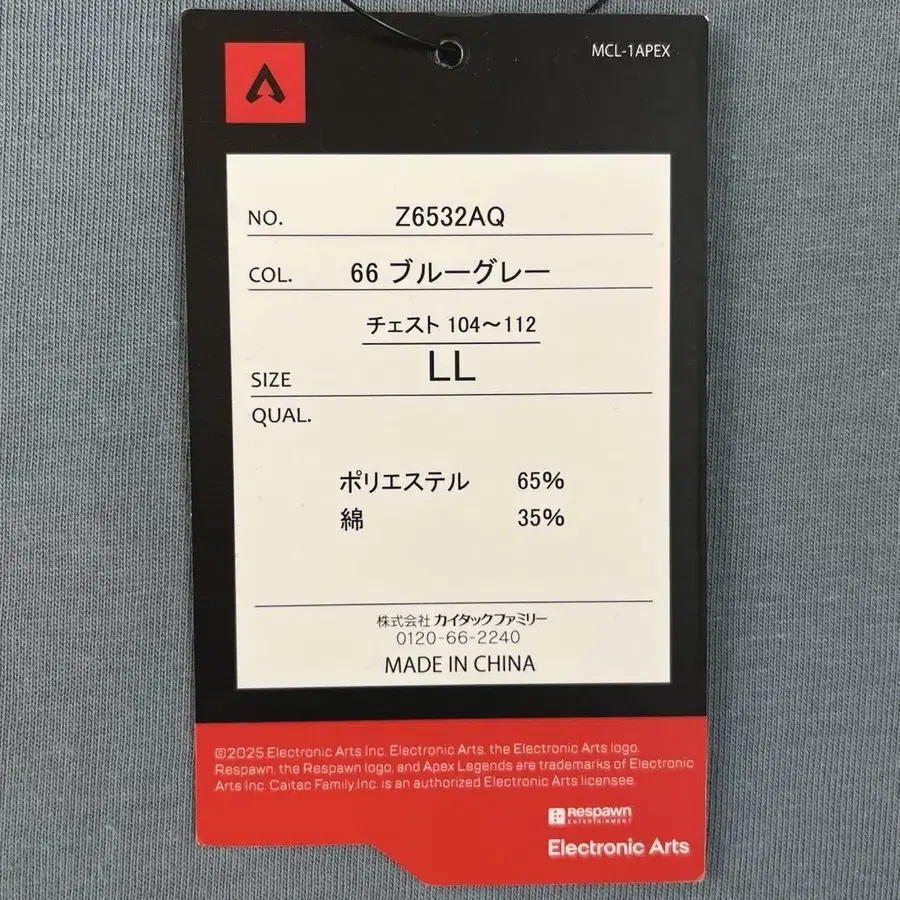 MCL-1APEX
NO. Z6532AQ
COL. 66 ブルーグレー
チェスト 104～112
SIZE LL
QUAL.
ポリエステル 65%
綿 35%
株式会社 カイタックファミリー
0120-66-2240
MADE IN CHINA
©2025 Electronic Arts Inc. Electronic Arts, the Electronic Arts logo,
Respawn, the Respawn logo, and Apex Legends are trademarks of Electronic
Arts Inc. Caitac Family.Inc. is an authorized Electronic Arts licensee.
Respawn
ENTERTAINMENT
Electronic Arts